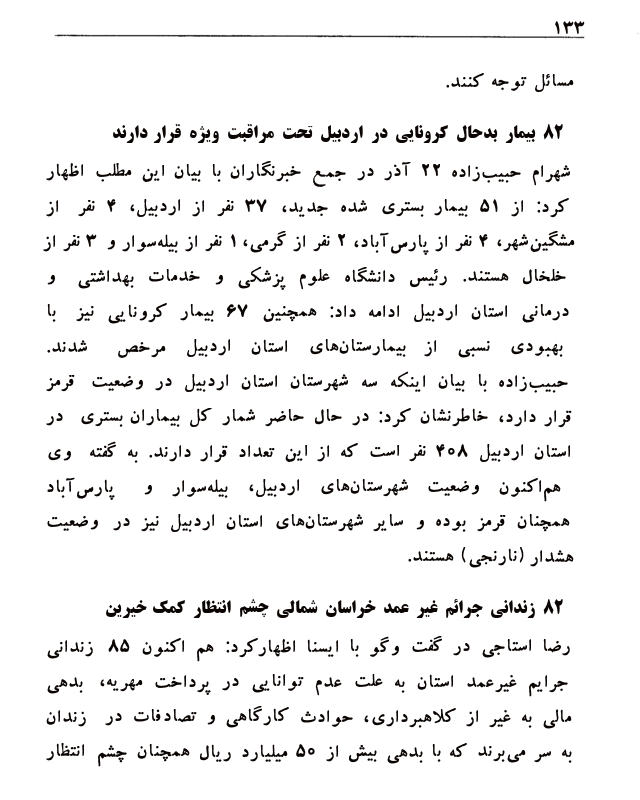 ۱۳۳
مسائل توجه کنند.
۸۲ بیمار بدحال کرونایی در اردبیل تحت مراقبت ویژه قرار دارند
شهرام حبیب‌زاده ۲۲ آذر در جمع خبرنگاران با بیان این مطلب اظهار
کرد: از ۵۱ بیمار بستری شده جدید، ۳۷ نفر از اردبیل، ۴ نفر از
مشگین‌شهر، ۴ نفر از پارس‌آباد، ۲ نفر از گرمی، ۱ نفر از بیله‌سوار و ۳ نفر از
خلخال هستند. رئیس دانشگاه علوم پزشکی و خدمات بهداشتی و
درمانی استان اردبیل ادامه داد: همچنین ۶۷ بیمار کرونایی نیز با
بهبودی نسبی از بیمارستان‌های استان اردبیل مرخص شدند.
حبیب‌زاده با بیان اینکه سه شهرستان استان اردبیل در وضعیت قرمز
قرار دارد، خاطرنشان کرد: در حال حاضر شمار کل بیماران بستری در
استان اردبیل ۴۰۸ نفر است که از این تعداد قرار دارند. به گفته وی
هم‌اکنون وضعیت شهرستان‌های اردبیل، بیله‌سوار و پارس‌آباد
همچنان قرمز بوده و سایر شهرستان‌های استان اردبیل نیز در وضعیت
هشدار (نارنجی) هستند.
۸۲ زندانی جرائم غیر عمد خراسان شمالی چشم انتظار کمک خیرین
رضا استاجی در گفت وگو با ایسنا اظهارکرد: هم اکنون ۸۵ زندانی
جرایم غیرعمد استان به علت عدم توانایی در پرداخت مهریه، بدهی
مالی به غیر از کلاهبرداری، حوادث کارگاهی و تصادفات در زندان
به سر می‌برند که با بدهی بیش از ۵۰ میلیارد ریال همچنان چشم انتظار